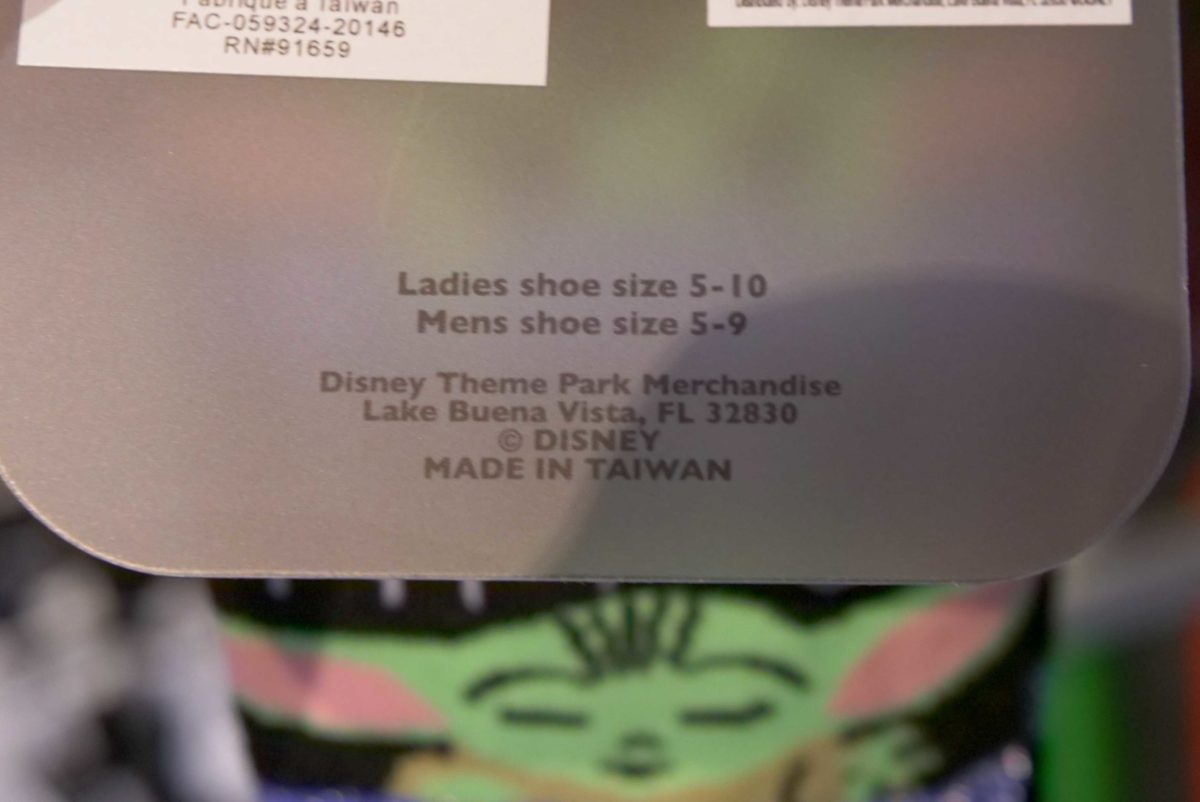 Fabriqué à Taiwan
FAC-059324-20146
RN#91659
Ladies shoe size 5-10
Mens shoe size 5-9
Disney Theme Park Merchandise
Lake Buena Vista, FL 32830
© DISNEY
MADE IN TAIWAN